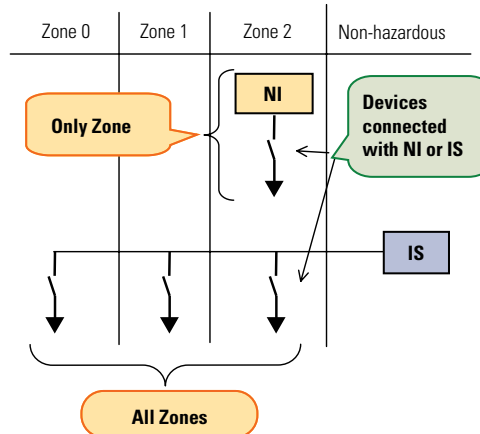 Zone 0 Zone 1 Zone 2 Non-hazardous
NI
Only Zone
Devices
connected
with NI or IS
IS
All Zones